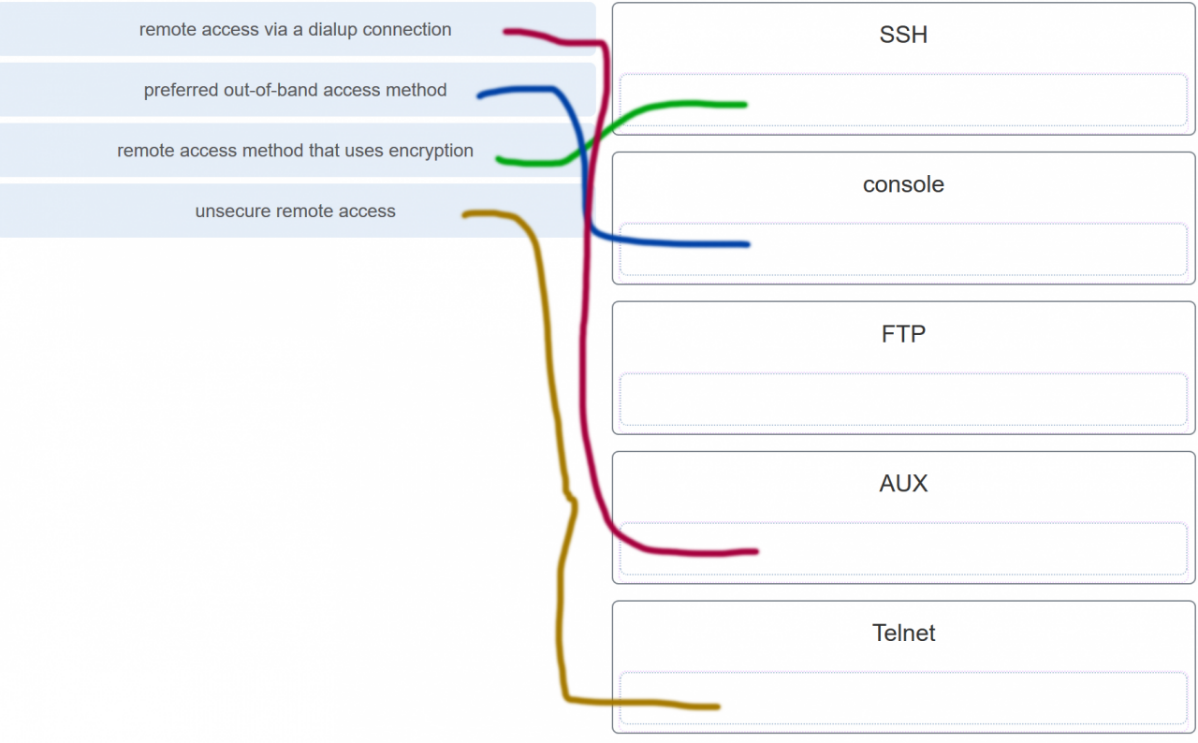 remote access via a dialup connection
preferred out-of-band access method
remote access method that uses encryption
unsecure remote access
SSH
console
FTP
AUX
Telnet